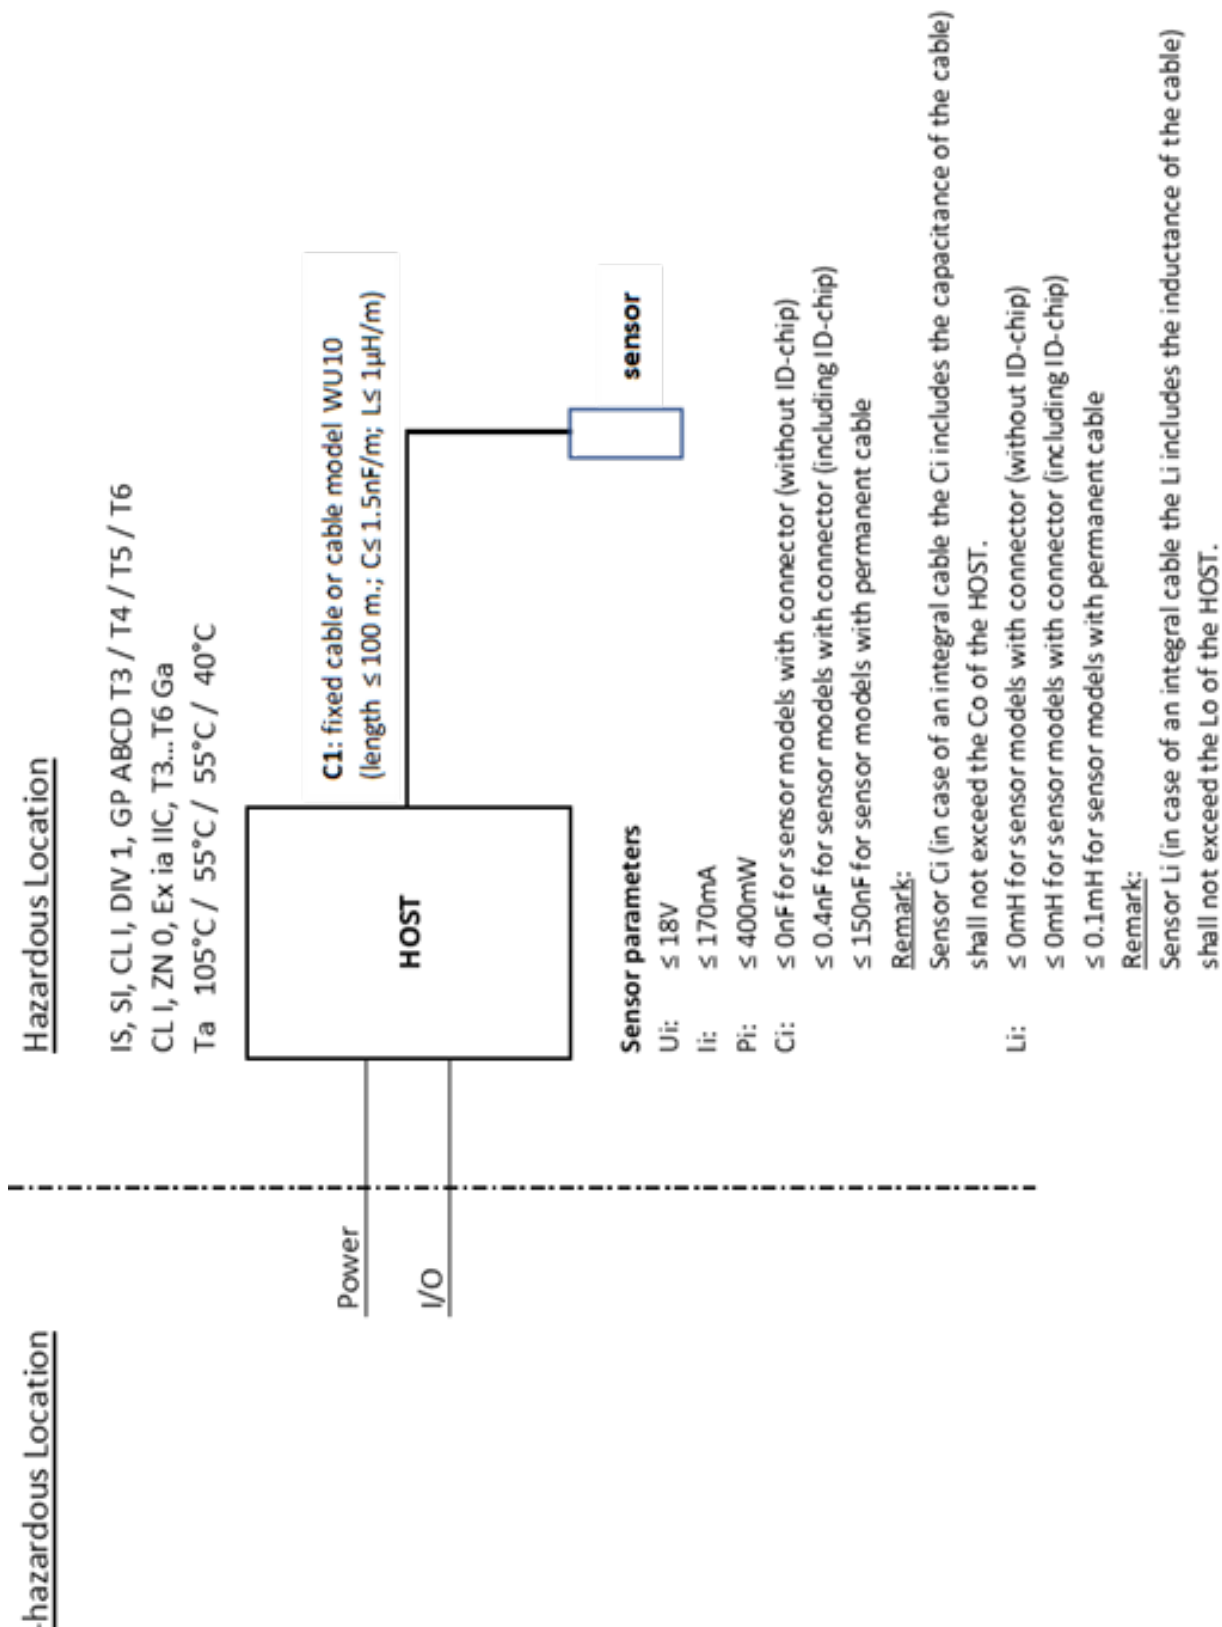 -hazardous Location
Hazardous Location
IS, SI, CL I, DIV 1, GP ABCD T3 / T4 / T5 / T6
CL I, ZN 0, Ex ia IIC, T3...T6 Ga
Ta 105°C / 55°C / 55°C / 40°C
Power
I/O
HOST
C1: fixed cable or cable model WU10
(length ≤ 100 m.; C≤ 1.5nF/m; L≤ 1µH/m)
sensor
Sensor parameters
Ui: ≤ 18V
Ii: ≤ 170mA
Pi: ≤ 400mW
Ci: ≤ 0nF for sensor models with connector (without ID-chip)
≤ 0.4nF for sensor models with connector (including ID-chip)
≤ 150nF for sensor models with permanent cable
Remark:
Sensor Ci (in case of an integral cable the Ci includes the capacitance of the cable)
shall not exceed the Co of the HOST.
Li: ≤ 0mH for sensor models with connector (without ID-chip)
≤ 0mH for sensor models with connector (including ID-chip)
≤ 0.1mH for sensor models with permanent cable
Remark:
Sensor Li (in case of an integral cable the Li includes the inductance of the cable)
shall not exceed the Lo of the HOST.